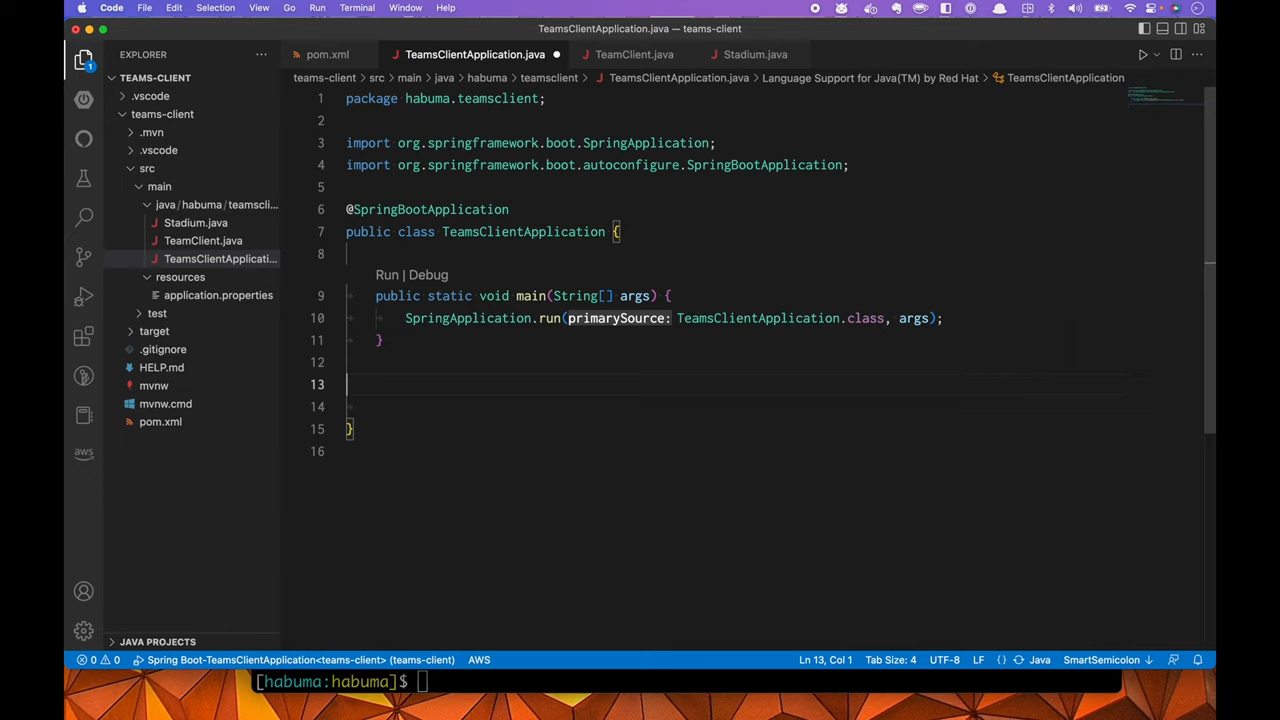 Code File Edit Selection View Go Run Terminal Window Help
TeamsClientApplication.java — teams-client
EXPLORER
pom.xml
TeamsClientApplication.java
TeamClient.java
Stadium.java
teams-client > src > main > java > habuma > teamsclient > TeamsClientApplication.java > Language Support for Java(TM) by Red Hat > TeamsClientApplication
1
TEAMS-CLIENT
.vscode
teams-client
.mvn
.vscode
src
main
java/habuma/teamscli...
Stadium.java
TeamClient.java
TeamsClientApplicati...
resources
application.properties
test
target
.gitignore
HELP.md
mvnw
mvnw.cmd
pom.xml
aws
JAVA PROJECTS
1 package habuma.teamsclient;
2
3 import org.springframework.boot.SpringApplication;
4 import org.springframework.boot.autoconfigure.SpringBootApplication;
5
6 @SpringBootApplication
7 public class TeamsClientApplication {
8
Run | Debug
9 public static void main(String[] args) {
10 SpringApplication.run(primarySource: TeamsClientApplication.class, args);
11 }
12
13
14
15 }
16
0 0 Spring Boot-TeamsClientApplication<teams-client> (teams-client) AWS Ln 13, Col 1 Tab Size: 4 UTF-8 LF {} Java SmartSemicolon
[habuma:habuma]$